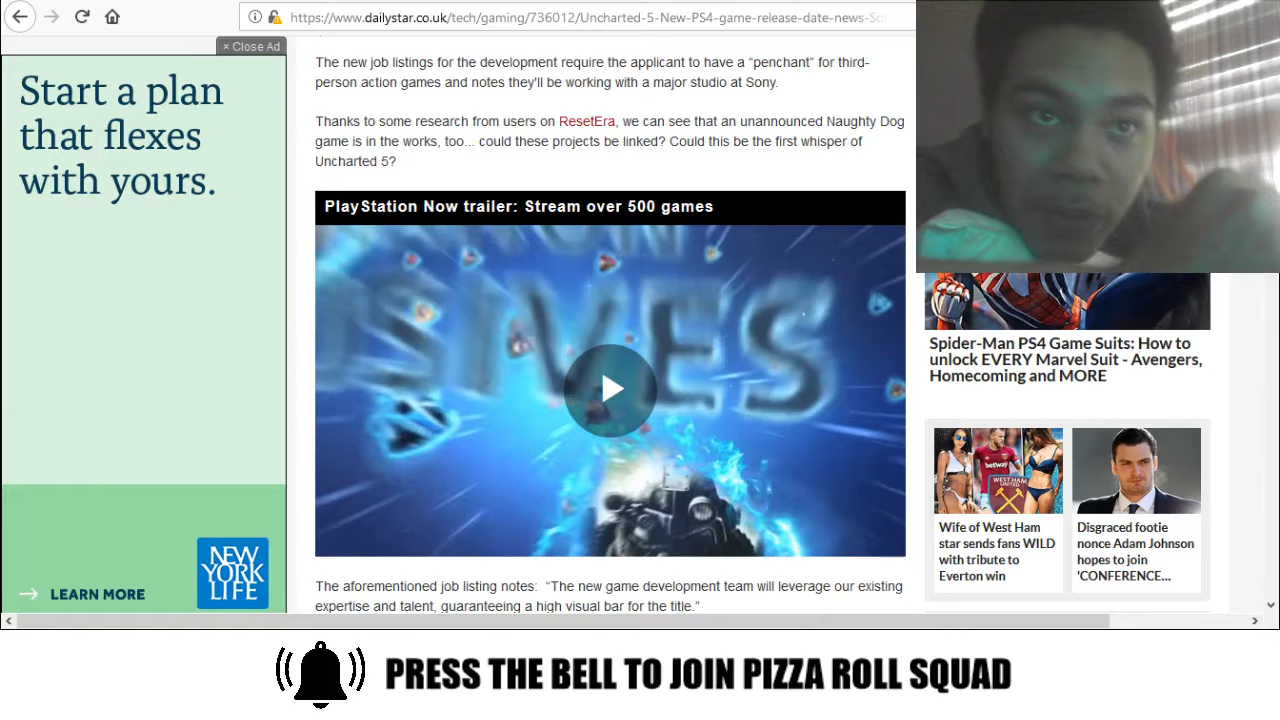 https://www.dailystar.co.uk/tech/gaming/736012/Uncharted-5-New-PS4-game-release-date-news-So
× Close Ad
Start a plan
that flexes
with yours.
→ LEARN MORE
NEW
YORK
LIFE
The new job listings for the development require the applicant to have a “penchant” for third-
person action games and notes they'll be working with a major studio at Sony.
Thanks to some research from users on ResetEra, we can see that an unannounced Naughty Dog
game is in the works, too... could these projects be linked? Could this be the first whisper of
Uncharted 5?
PlayStation Now trailer: Stream over 500 games
The aforementioned job listing notes: “The new game development team will leverage our existing
expertise and talent, guaranteeing a high visual bar for the title.”
Spider-Man PS4 Game Suits: How to
unlock EVERY Marvel Suit - Avengers,
Homecoming and MORE
betway
WEST HAM
UNITED
Wife of West Ham
star sends fans WILD
with tribute to
Everton win
Disgraced footie
nonce Adam Johnson
hopes to join
'CONFERENCE...
PRESS THE BELL TO JOIN PIZZA ROLL SQUAD